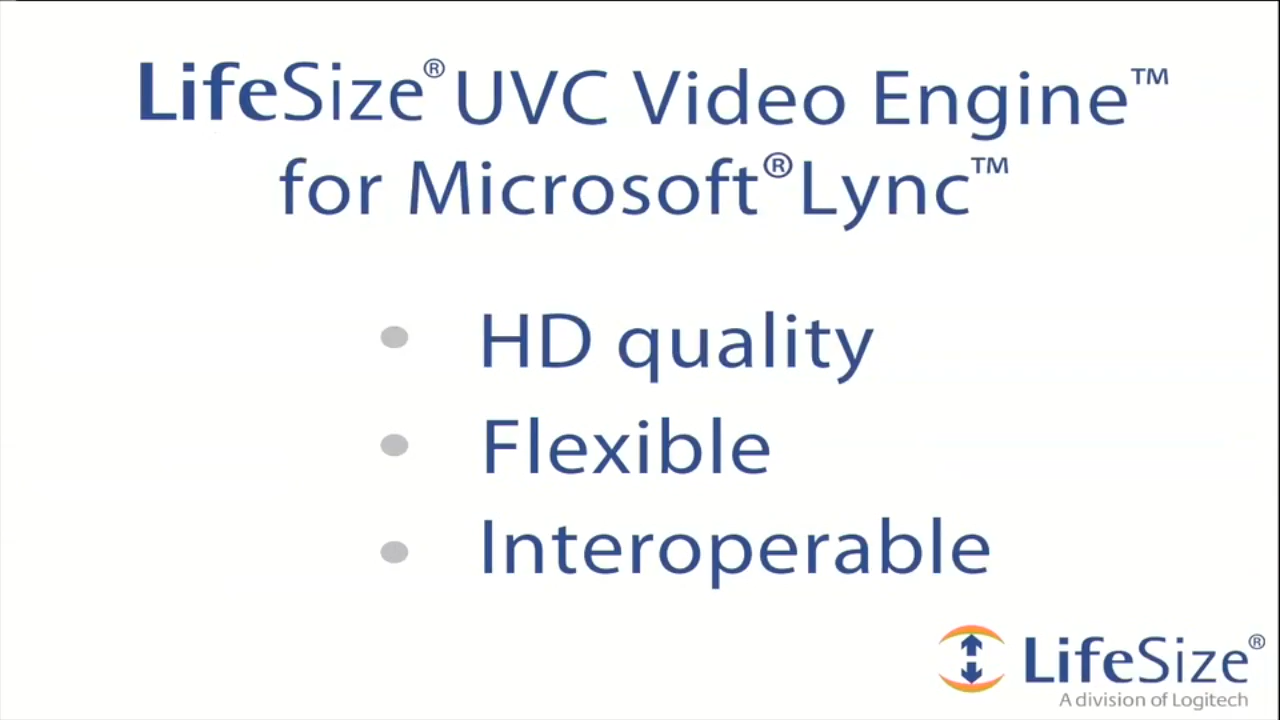 LifeSize® UVC Video Engine™
for Microsoft® Lync™
• HD quality
• Flexible
• Interoperable
LifeSize®
A division of Logitech